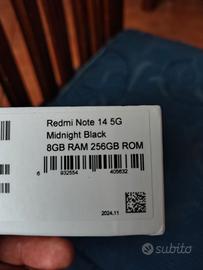 Redmi Note 14 5G
Midnight Black
8GB RAM 256GB ROM
6 932554 405632
2024.11
subito